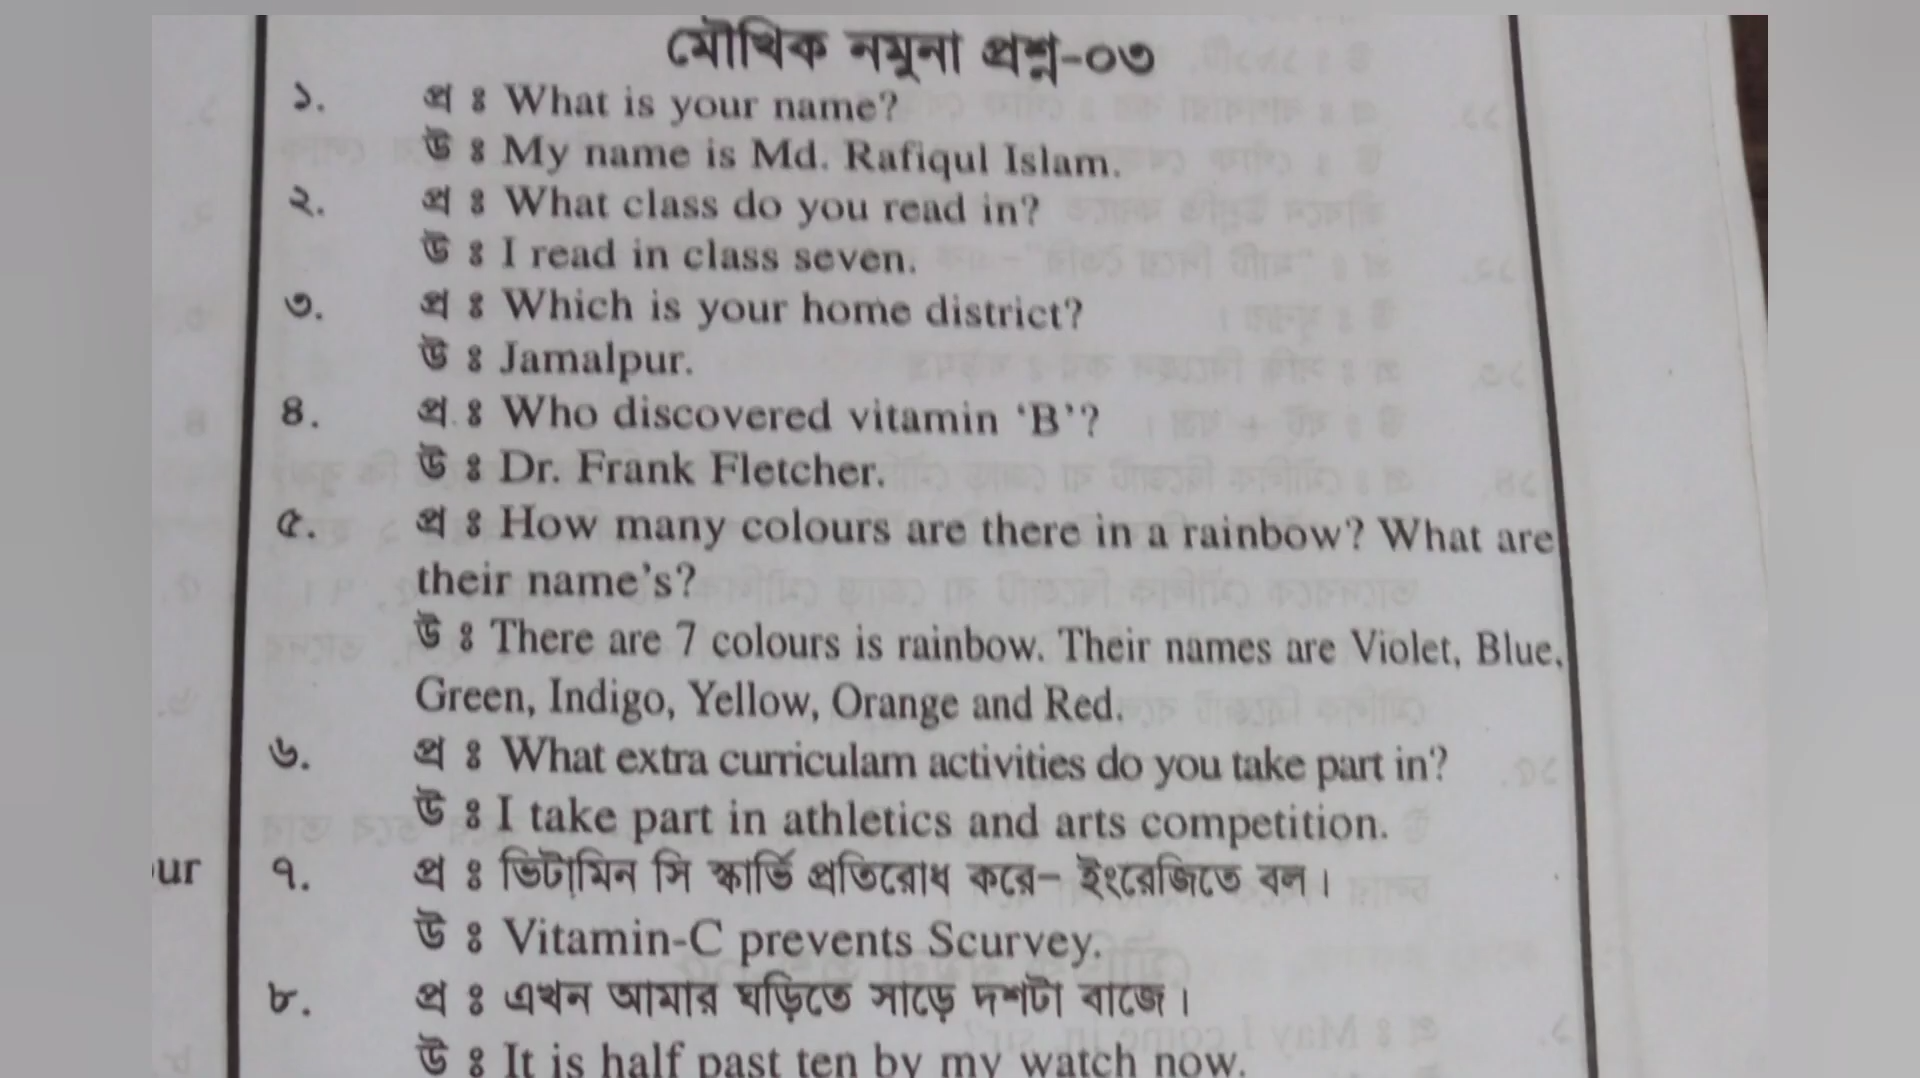 মৌখিক নমুনা প্রশ্ন-০৩
১. প্র ঃ What is your name?
উ ঃ My name is Md. Rafiqul Islam.
২. প্র ঃ What class do you read in?
উ ঃ I read in class seven.
৩. প্র ঃ Which is your home district?
উ ঃ Jamalpur.
৪. প্র ঃ Who discovered vitamin ‘B’?
উ ঃ Dr. Frank Fletcher.
৫. প্র ঃ How many colours are there in a rainbow? What are
their name’s?
উ ঃ There are 7 colours is rainbow. Their names are Violet, Blue,
Green, Indigo, Yellow, Orange and Red.
৬. প্র ঃ What extra curriculam activities do you take part in?
উ ঃ I take part in athletics and arts competition.
ur
৭. প্র ঃ ভিটামিন সি স্কার্ভি প্রতিরোধ করে– ইংরেজিতে বল।
উ ঃ Vitamin-C prevents Scurvey.
৮. প্র ঃ এখন আমার ঘড়িতে সাড়ে দশটা বাজে।
উ ঃ It is half past ten by my watch now.